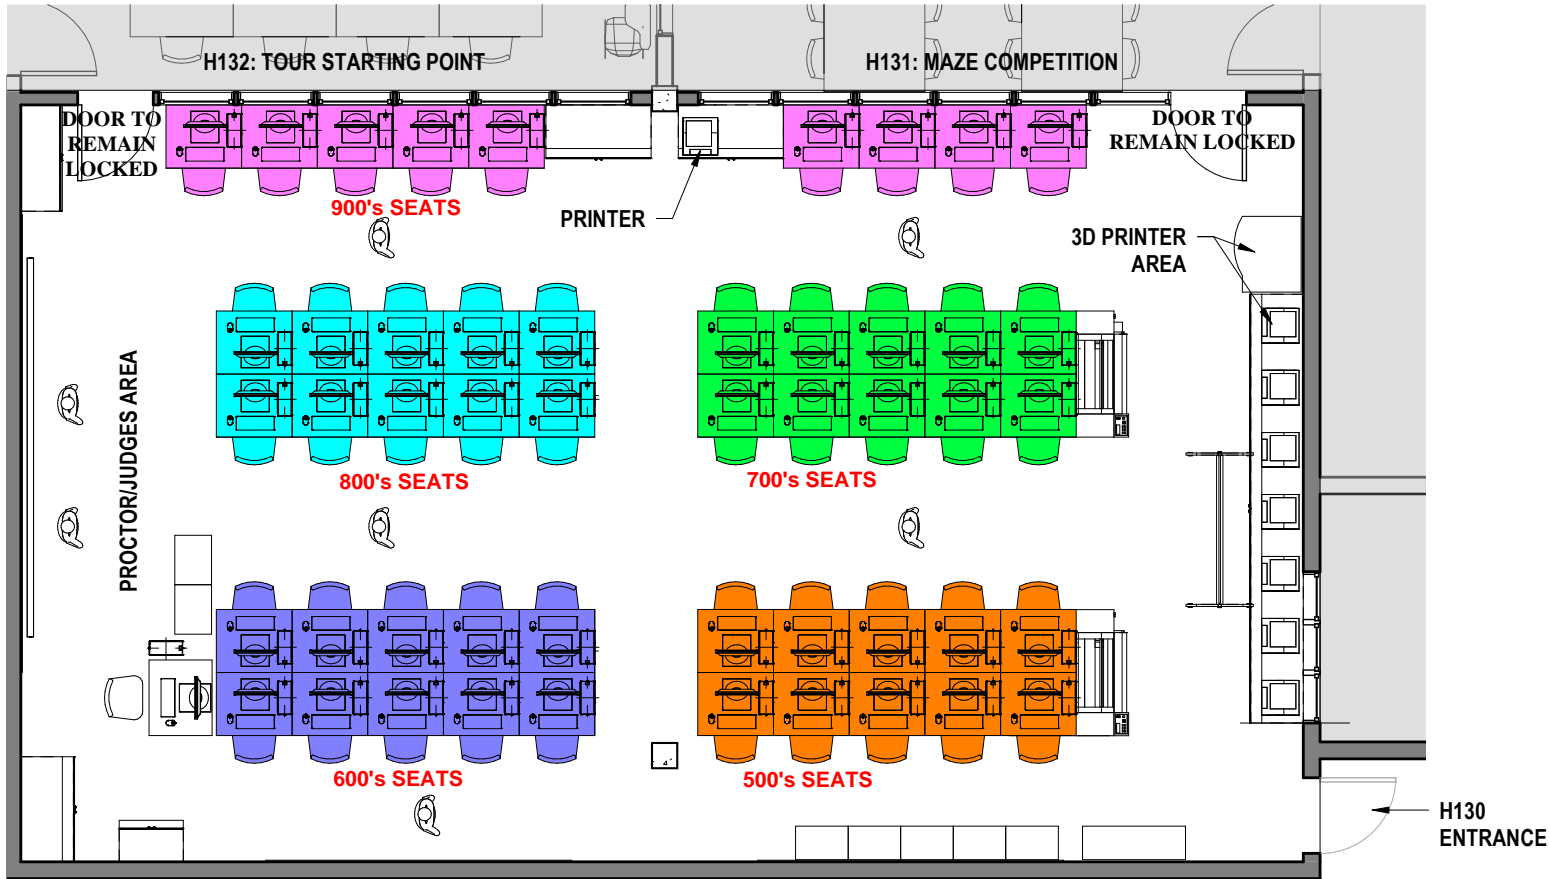 H132: TOUR STARTING POINT
H131: MAZE COMPETITION
DOOR TO
REMAIN
LOCKED
DOOR TO
REMAIN LOCKED
900's SEATS
PRINTER
3D PRINTER
AREA
PROCTOR/JUDGES AREA
800's SEATS
700's SEATS
600's SEATS
500's SEATS
H130
ENTRANCE